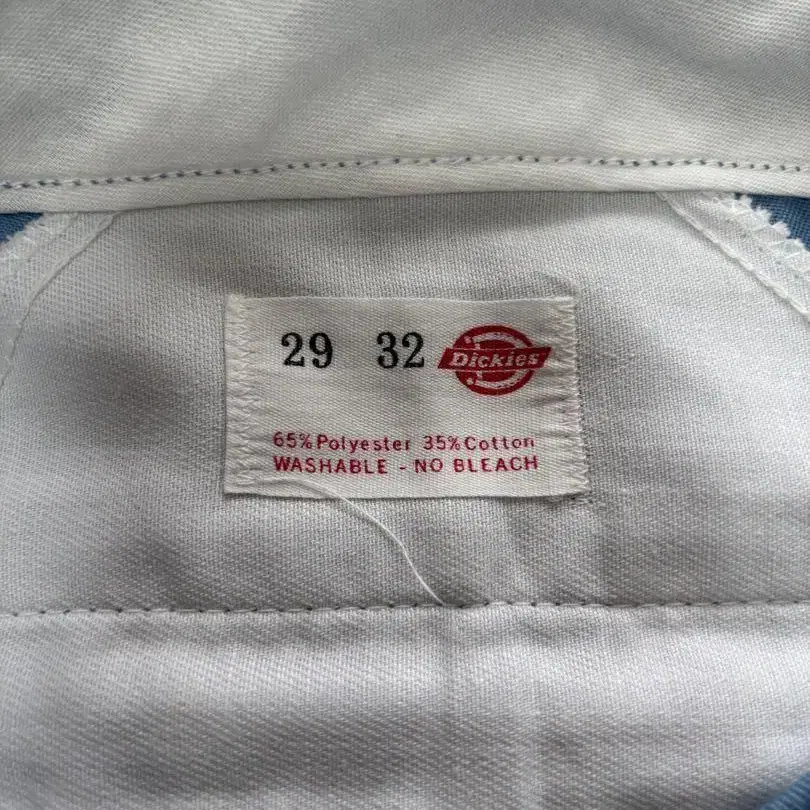 29 32 Dickies
65% Polyester 35% Cotton
WASHABLE - NO BLEACH